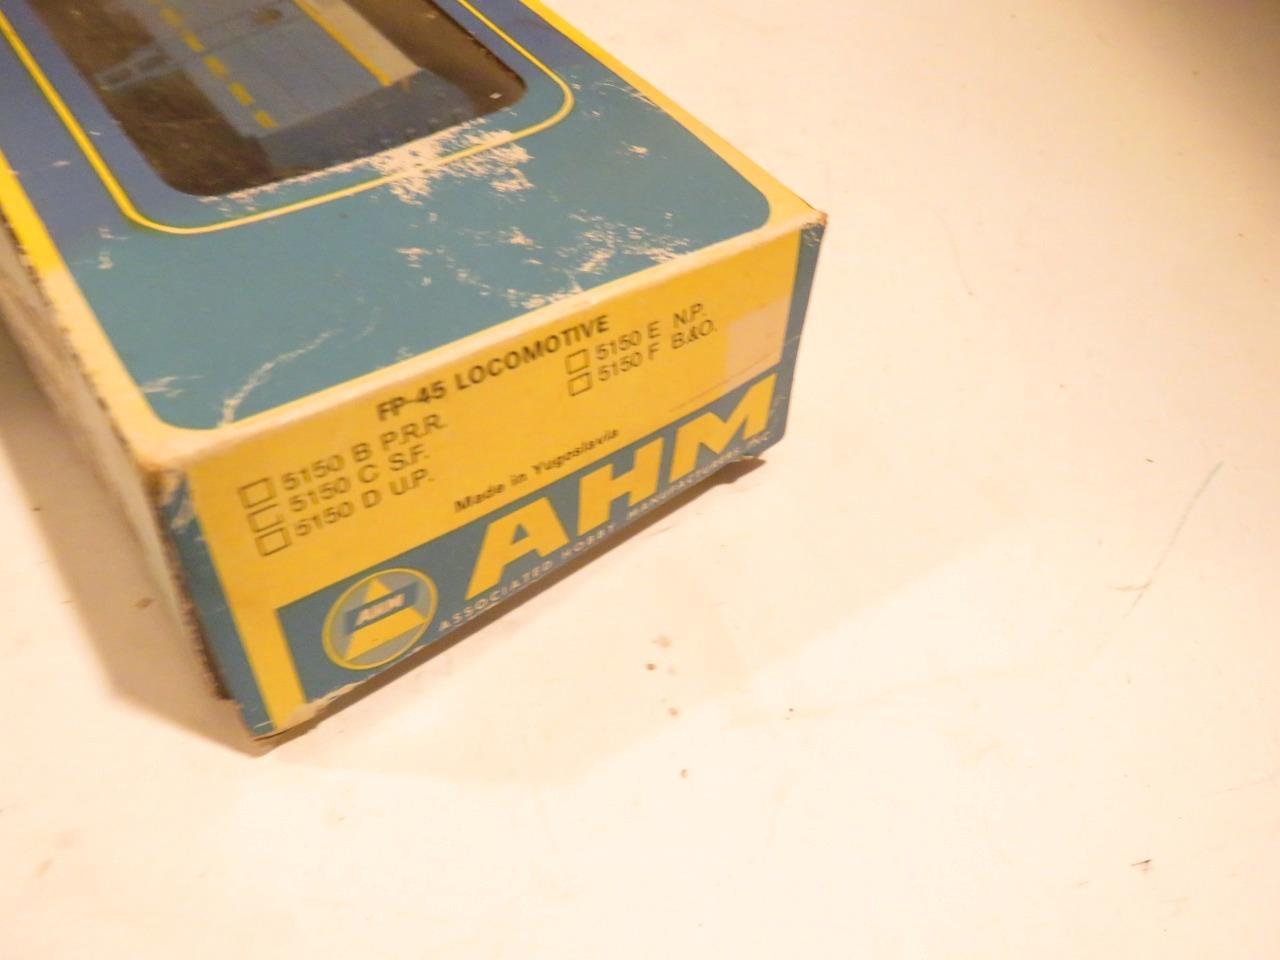 FP-45 LOCOMOTIVE
5150 B P.R.R.
5150 C S.F.
5150 D U.P.
5150 E N.P.
5150 F B.&O.
Made in Yugoslavia
AHM
AHM
ASSOCIATED HOBBY MANUFACTURERS, INC